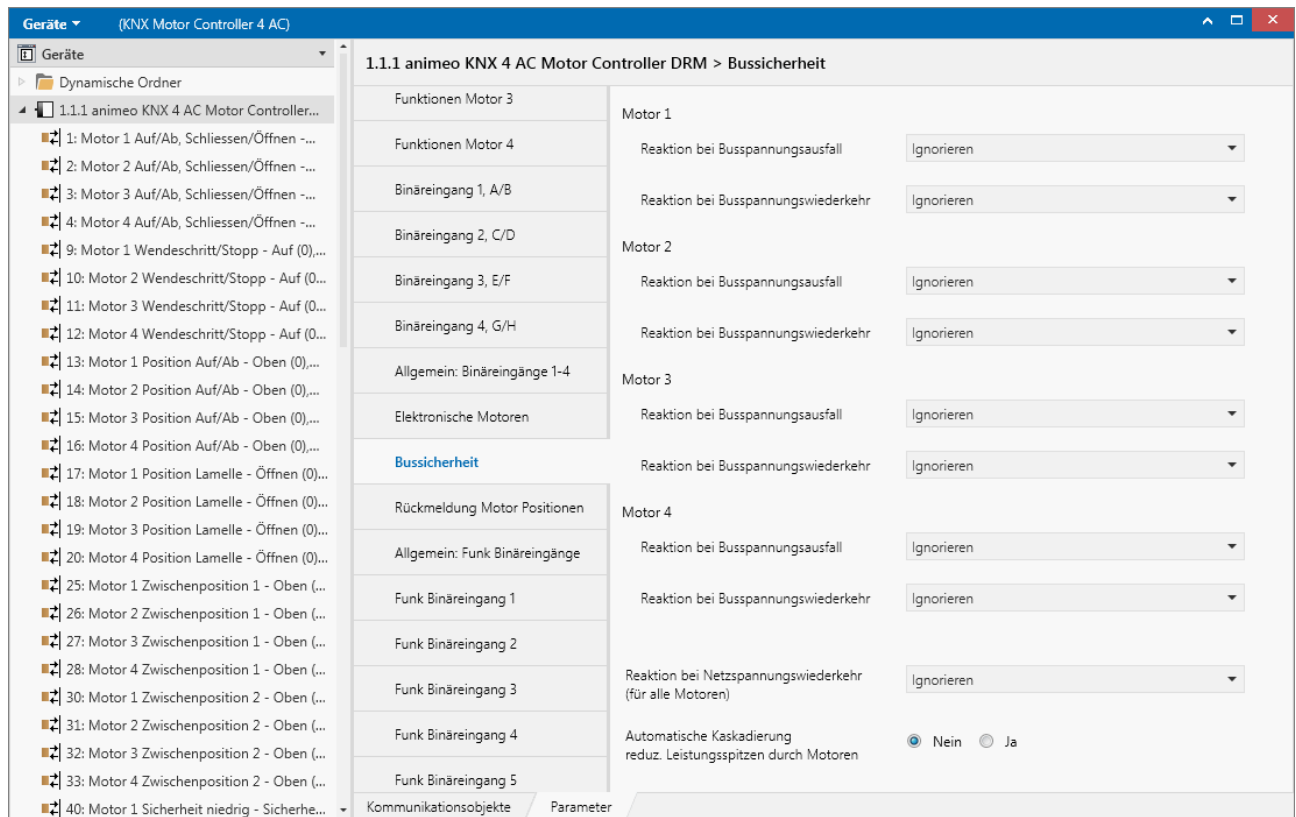 Geräte (KNX Motor Controller 4 AC)
Geräte
Dynamische Ordner
1.1.1 animeo KNX 4 AC Motor Controller...
1: Motor 1 Auf/Ab, Schliessen/Öffnen -...
2: Motor 2 Auf/Ab, Schliessen/Öffnen -...
3: Motor 3 Auf/Ab, Schliessen/Öffnen -...
4: Motor 4 Auf/Ab, Schliessen/Öffnen -...
9: Motor 1 Wendeschritt/Stopp - Auf (0),...
10: Motor 2 Wendeschritt/Stopp - Auf (0...
11: Motor 3 Wendeschritt/Stopp - Auf (0...
12: Motor 4 Wendeschritt/Stopp - Auf (0...
13: Motor 1 Position Auf/Ab - Oben (0),...
14: Motor 2 Position Auf/Ab - Oben (0),...
15: Motor 3 Position Auf/Ab - Oben (0),...
16: Motor 4 Position Auf/Ab - Oben (0),...
17: Motor 1 Position Lamelle - Öffnen (0)...
18: Motor 2 Position Lamelle - Öffnen (0)...
19: Motor 3 Position Lamelle - Öffnen (0)...
20: Motor 4 Position Lamelle - Öffnen (0)...
25: Motor 1 Zwischenposition 1 - Oben (...
26: Motor 2 Zwischenposition 1 - Oben (...
27: Motor 3 Zwischenposition 1 - Oben (...
28: Motor 4 Zwischenposition 1 - Oben (...
30: Motor 1 Zwischenposition 2 - Oben (...
31: Motor 2 Zwischenposition 2 - Oben (...
32: Motor 3 Zwischenposition 2 - Oben (...
33: Motor 4 Zwischenposition 2 - Oben (...
40: Motor 1 Sicherheit niedrig - Sicherhe...
1.1.1 animeo KNX 4 AC Motor Controller DRM > Bussicherheit
Funktionen Motor 3
Funktionen Motor 4
Binäreingang 1, A/B
Binäreingang 2, C/D
Binäreingang 3, E/F
Binäreingang 4, G/H
Allgemein: Binäreingänge 1-4
Elektronische Motoren
Bussicherheit
Rückmeldung Motor Positionen
Allgemein: Funk Binäreingänge
Funk Binäreingang 1
Funk Binäreingang 2
Funk Binäreingang 3
Funk Binäreingang 4
Funk Binäreingang 5
Motor 1
Reaktion bei Busspannungsausfall Ignorieren
Reaktion bei Busspannungswiederkehr Ignorieren
Motor 2
Reaktion bei Busspannungsausfall Ignorieren
Reaktion bei Busspannungswiederkehr Ignorieren
Motor 3
Reaktion bei Busspannungsausfall Ignorieren
Reaktion bei Busspannungswiederkehr Ignorieren
Motor 4
Reaktion bei Busspannungsausfall Ignorieren
Reaktion bei Busspannungswiederkehr Ignorieren
Reaktion bei Netzspannungswiederkehr Ignorieren
(für alle Motoren)
Automatische Kaskadierung Nein Ja
reduz. Leistungsspitzen durch Motoren
Kommunikationsobjekte Parameter